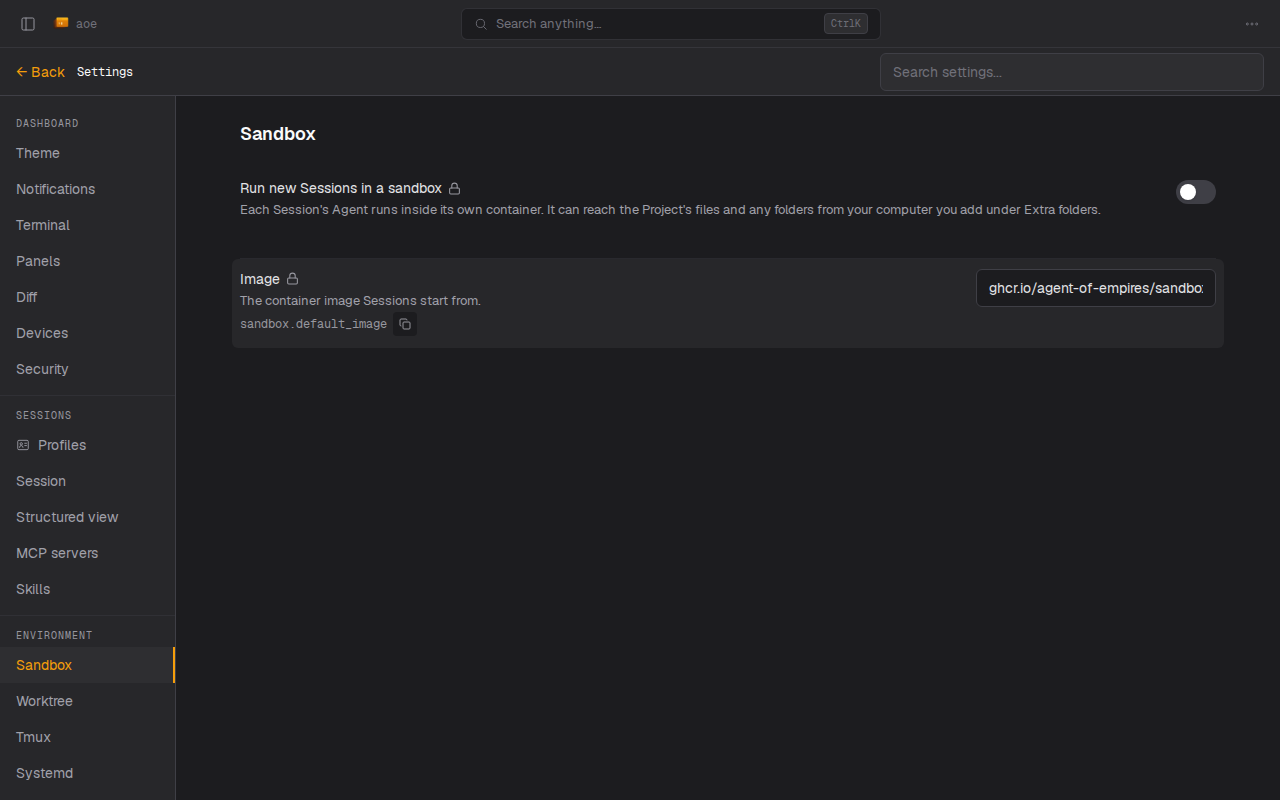 aoe
Search anything…
CtrlK
Back
Settings
Search settings...
DASHBOARD
Theme
Notifications
Terminal
Panels
Diff
Devices
Security
SESSIONS
Profiles
Session
Structured view
MCP servers
Skills
ENVIRONMENT
Sandbox
Worktree
Tmux
Systemd
Sandbox
Run new Sessions in a sandbox
Each Session's Agent runs inside its own container. It can reach the Project's files and any folders from your computer you add under Extra folders.
Image
The container image Sessions start from.
sandbox.default_image
ghcr.io/agent-of-empires/sandbo